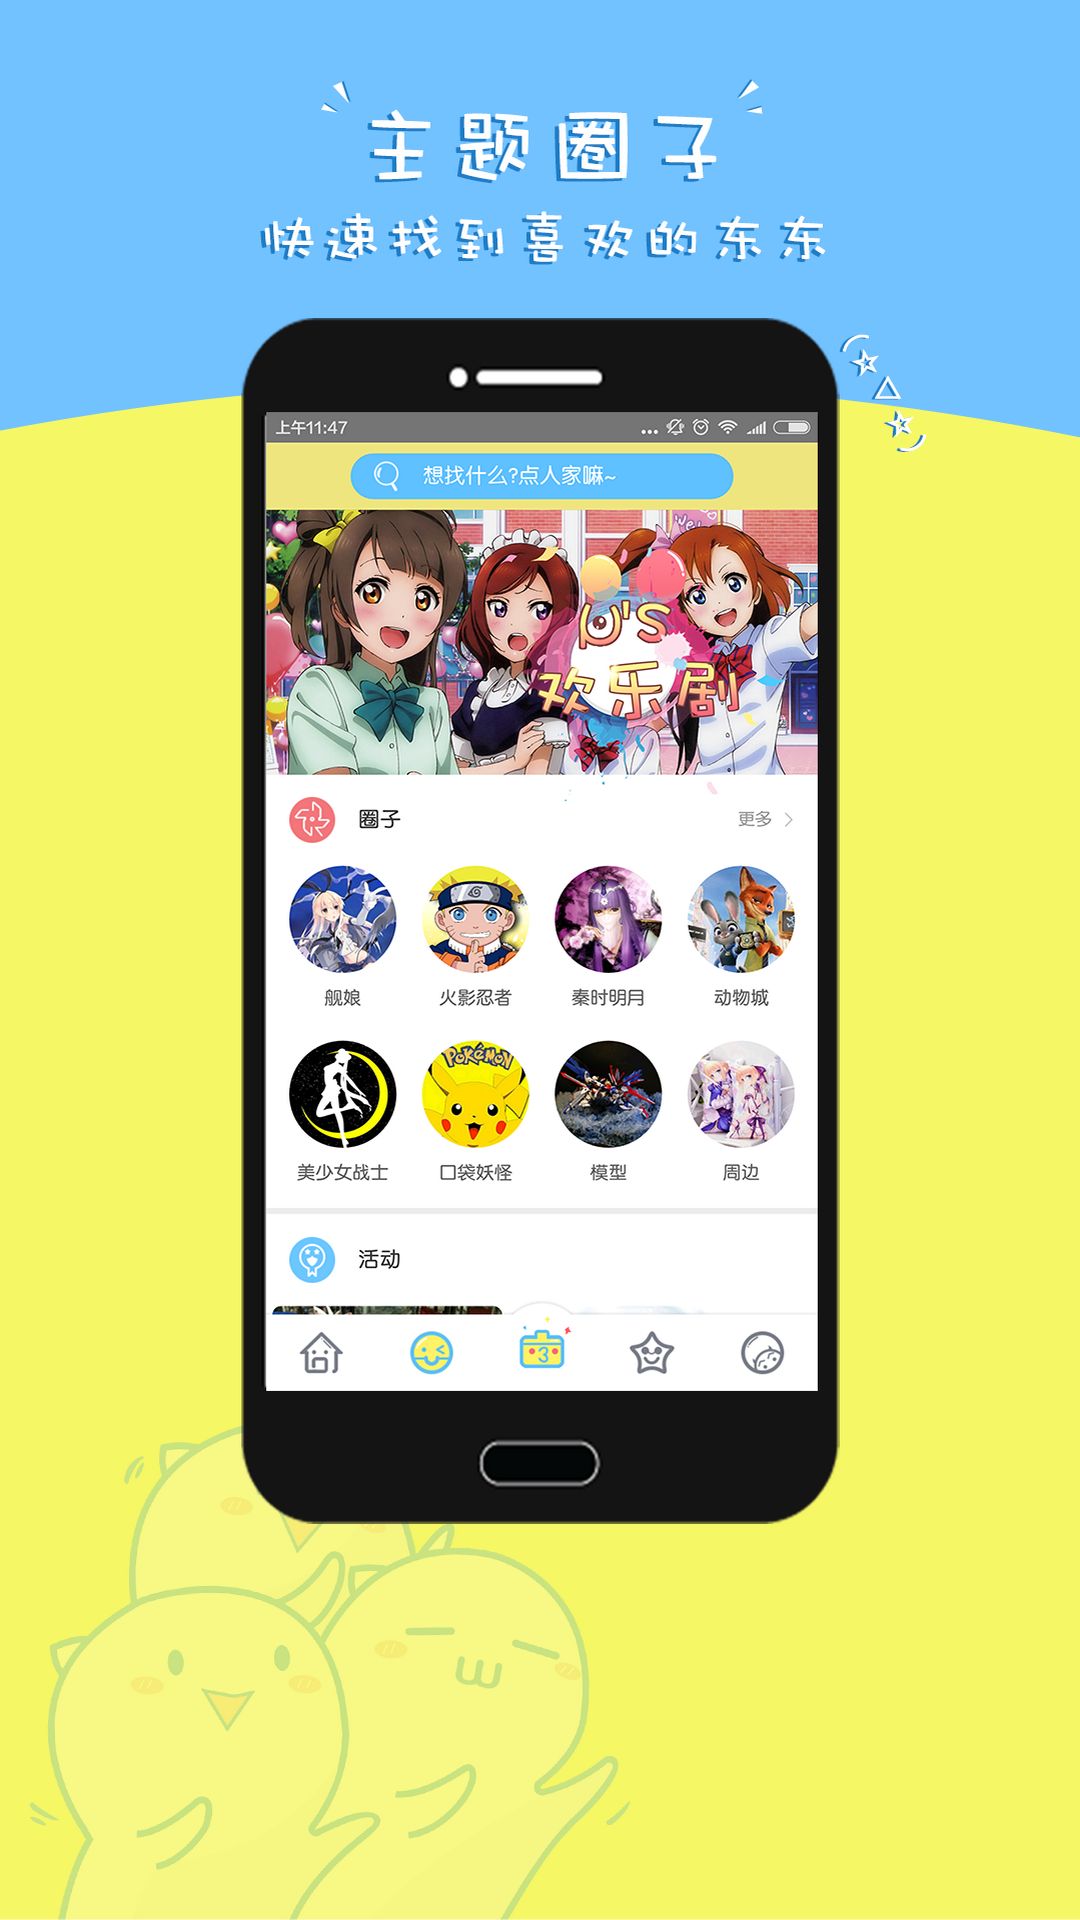 主题圈子
快速找到喜欢的东东
上午11:47
想找什么?点人家嘛~
μ's
欢乐剧
圈子
更多
舰娘
火影忍者
秦时明月
动物城
POKéMON
美少女战士
口袋妖怪
模型
周边
活动